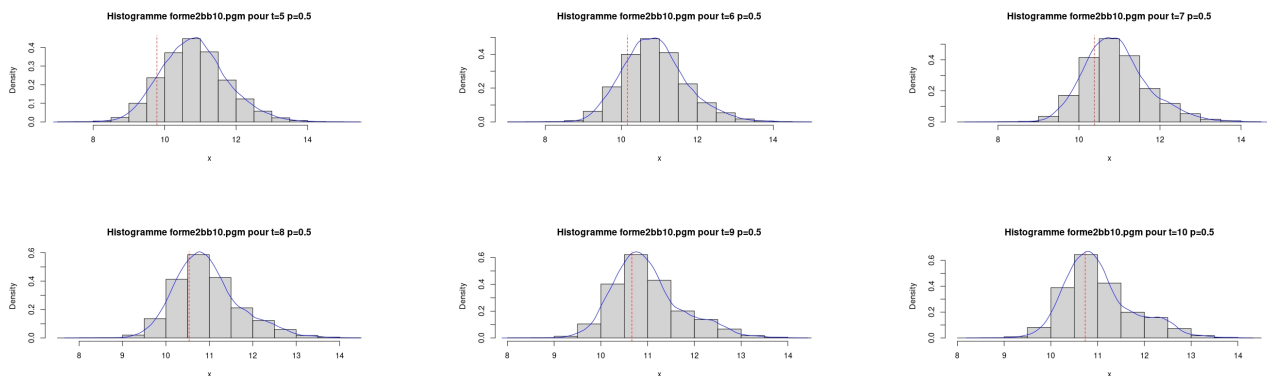 Histogramme forme2bb10.pgm pour t=5 p=0.5
Density
0.0 0.1 0.2 0.3 0.4
8 10 12 14
x
Histogramme forme2bb10.pgm pour t=6 p=0.5
Density
0.0 0.2 0.4
8 10 12 14
x
Histogramme forme2bb10.pgm pour t=7 p=0.5
Density
0.0 0.2 0.4
8 10 12 14
x
Histogramme forme2bb10.pgm pour t=8 p=0.5
Density
0.0 0.2 0.4 0.6
8 9 10 11 12 13 14
x
Histogramme forme2bb10.pgm pour t=9 p=0.5
Density
0.0 0.2 0.4 0.6
8 9 10 11 12 13 14
x
Histogramme forme2bb10.pgm pour t=10 p=0.5
Density
0.0 0.2 0.4 0.6
8 9 10 11 12 13 14
x